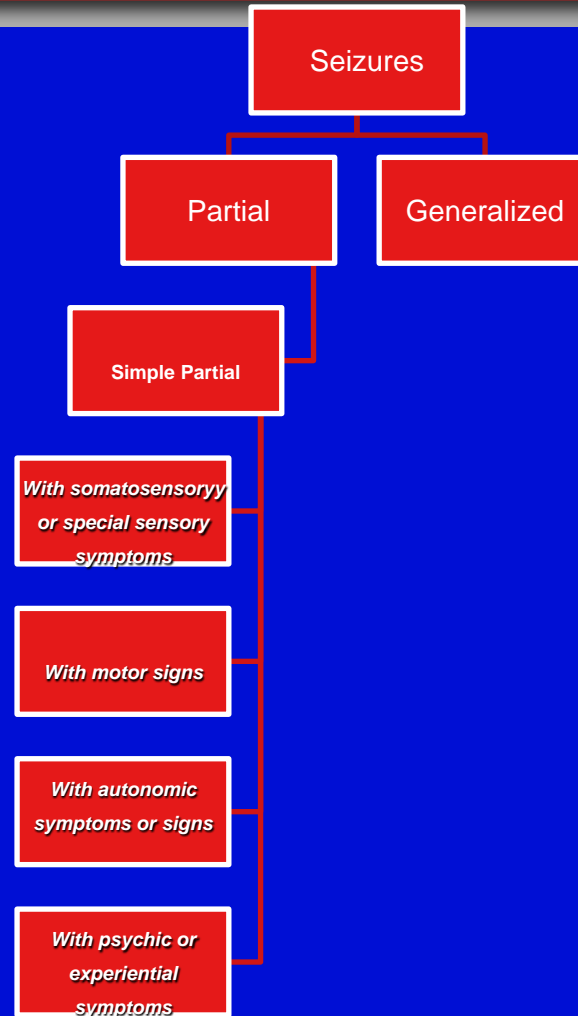 Seizures
Partial
Generalized
Simple Partial
With somatosensoryy
or special sensory
symptoms
With motor signs
With autonomic
symptoms or signs
With psychic or
experiential
symptoms